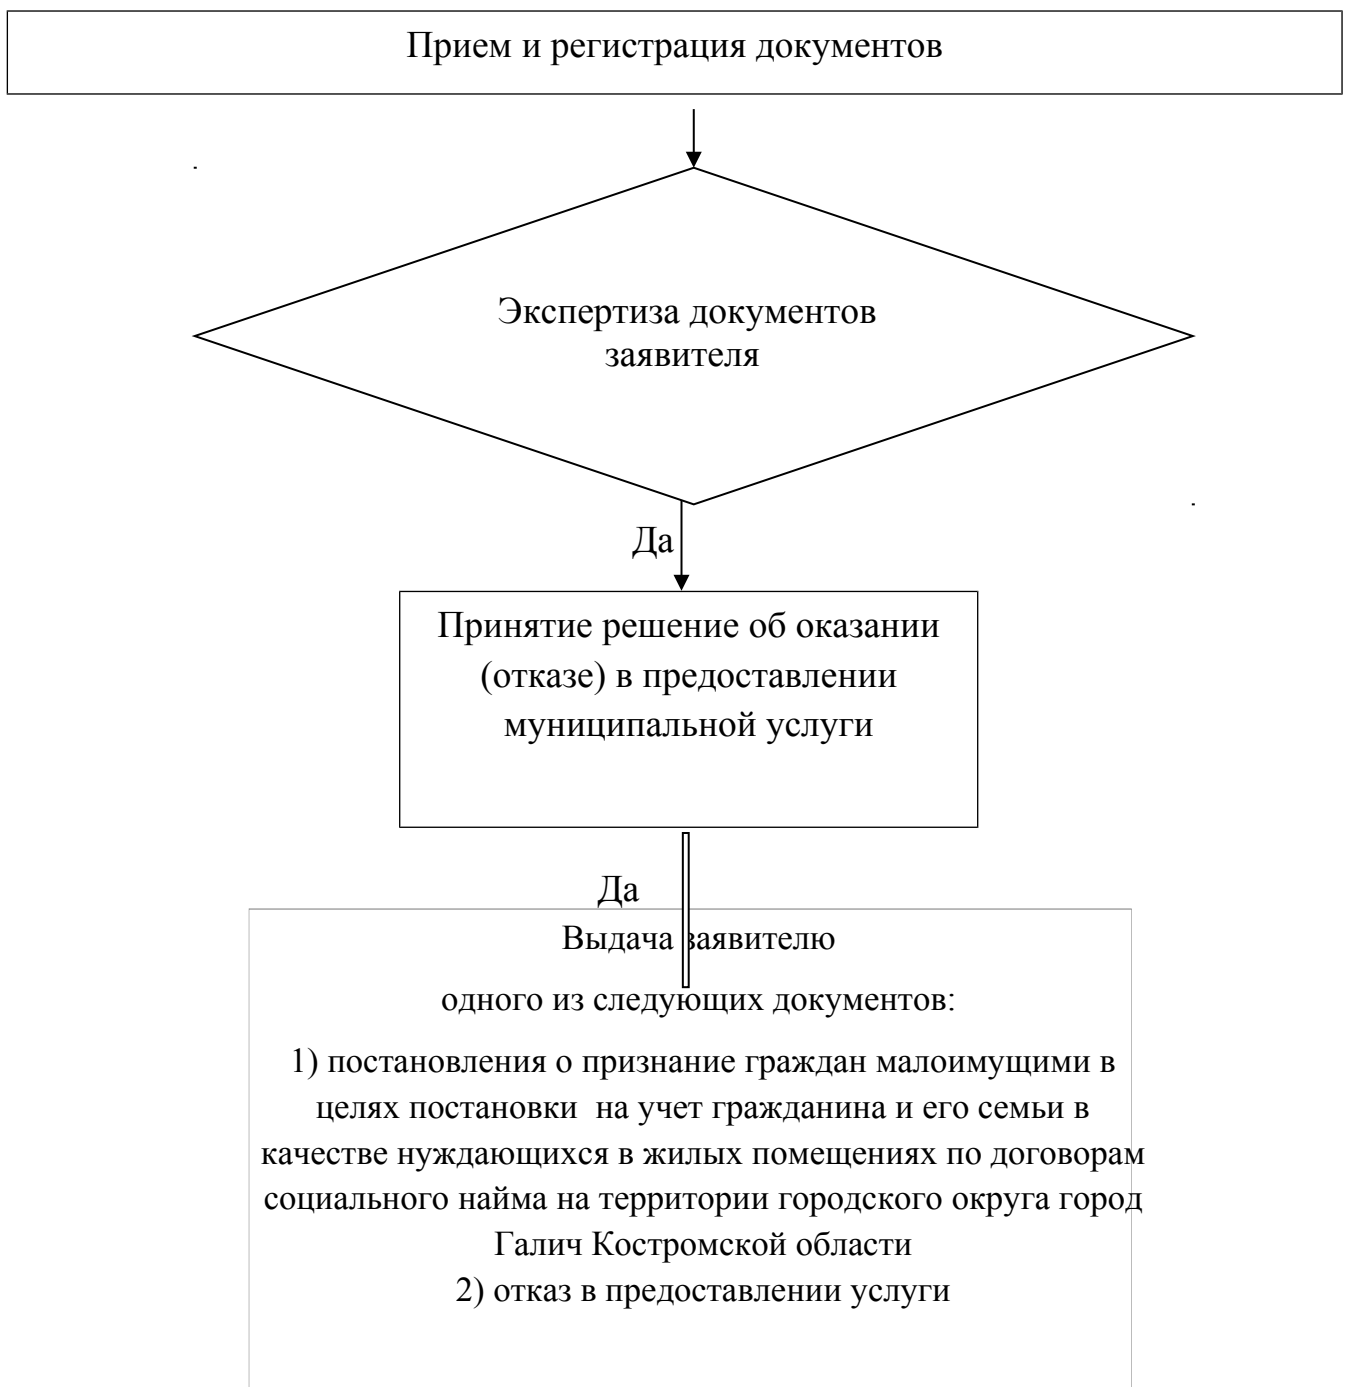 Прием и регистрация документов
Экспертиза документов
заявителя
Да
Принятие решение об оказании
(отказе) в предоставлении
муниципальной услуги
Да
Выдача заявителю
одного из следующих документов:
1) постановления о признание граждан малоимущими в
целях постановки на учет гражданина и его семьи в
качестве нуждающихся в жилых помещениях по договорам
социального найма на территории городского округа город
Галич Костромской области
2) отказ в предоставлении услуги